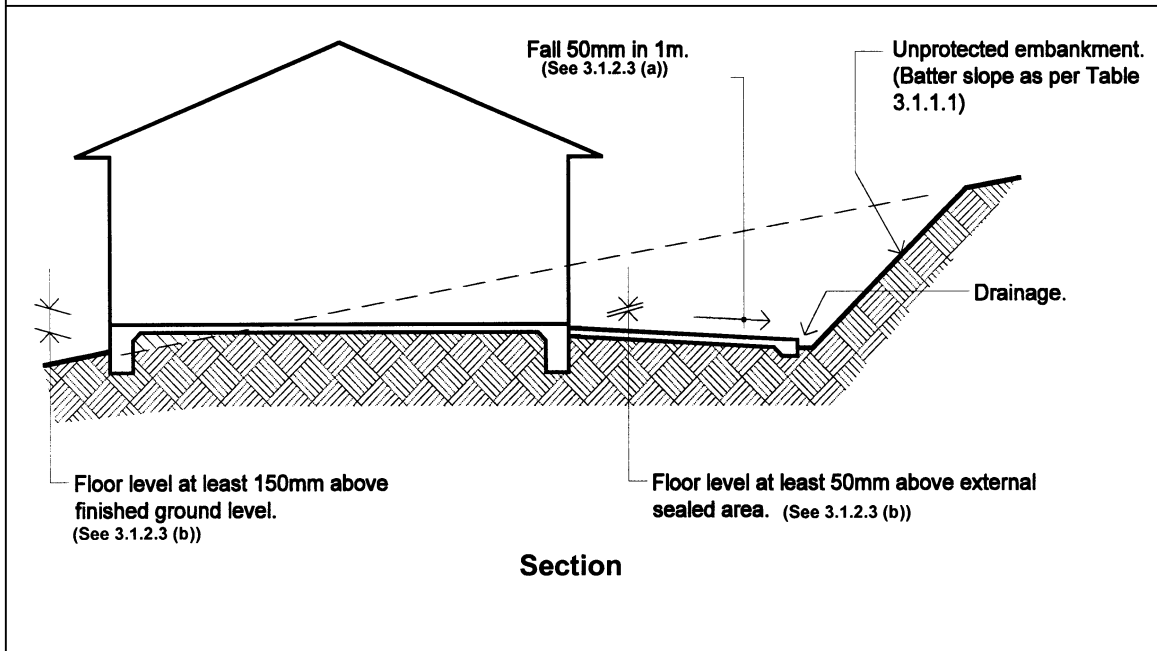 Fall 50mm in 1m.
(See 3.1.2.3 (a))
Unprotected embankment.
(Batter slope as per Table
3.1.1.1)
Drainage.
Floor level at least 150mm above
finished ground level.
(See 3.1.2.3 (b))
Floor level at least 50mm above external
sealed area. (See 3.1.2.3 (b))
Section